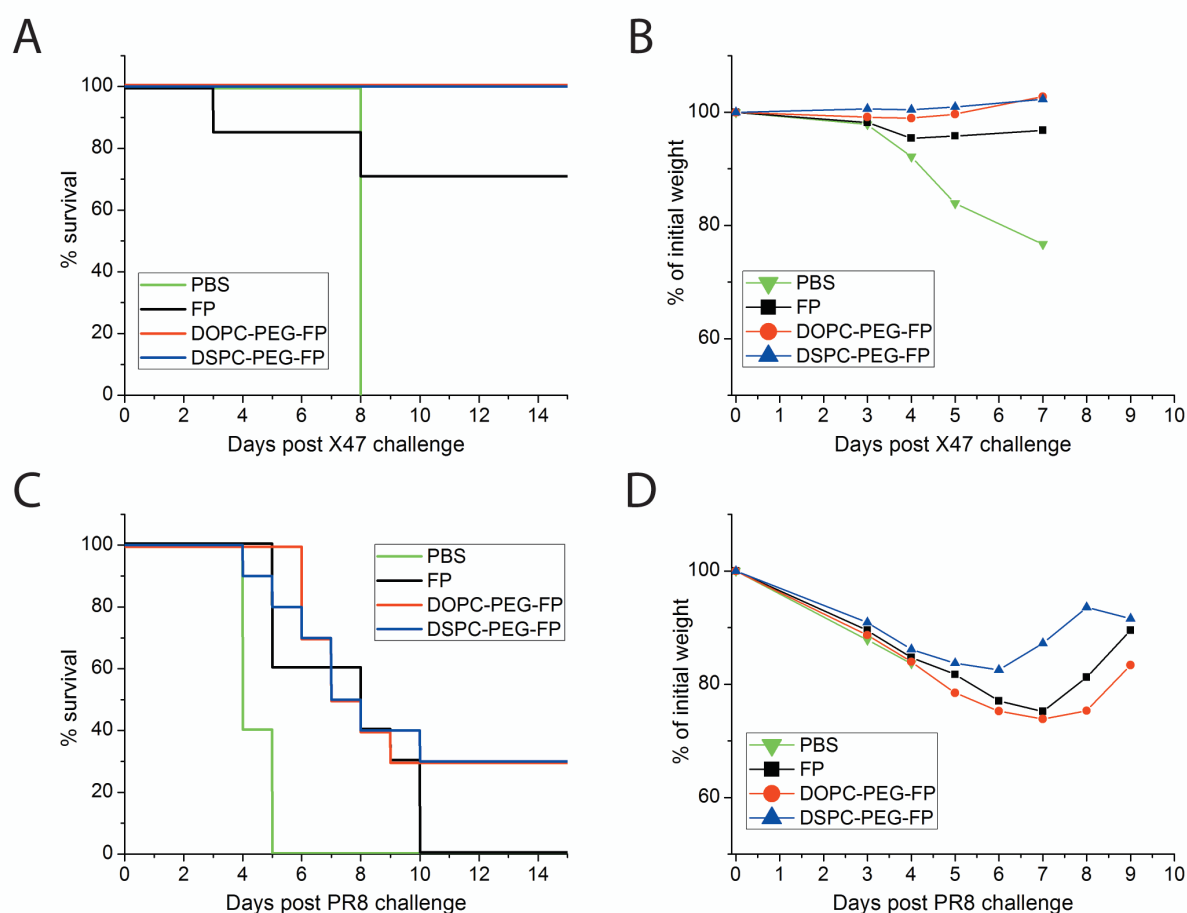 A
% survival
100
80
60
40
20
0
PBS
FP
DOPC-PEG-FP
DSPC-PEG-FP
0 2 4 6 8 10 12 14
Days post X47 challenge
B
% of initial weight
100
80
60
PBS
FP
DOPC-PEG-FP
DSPC-PEG-FP
0 1 2 3 4 5 6 7 8 9 10
Days post X47 challenge
C
% survival
100
80
60
40
20
0
PBS
FP
DOPC-PEG-FP
DSPC-PEG-FP
0 2 4 6 8 10 12 14
Days post PR8 challenge
D
% of initial weight
100
80
60
PBS
FP
DOPC-PEG-FP
DSPC-PEG-FP
0 1 2 3 4 5 6 7 8 9 10
Days post PR8 challenge